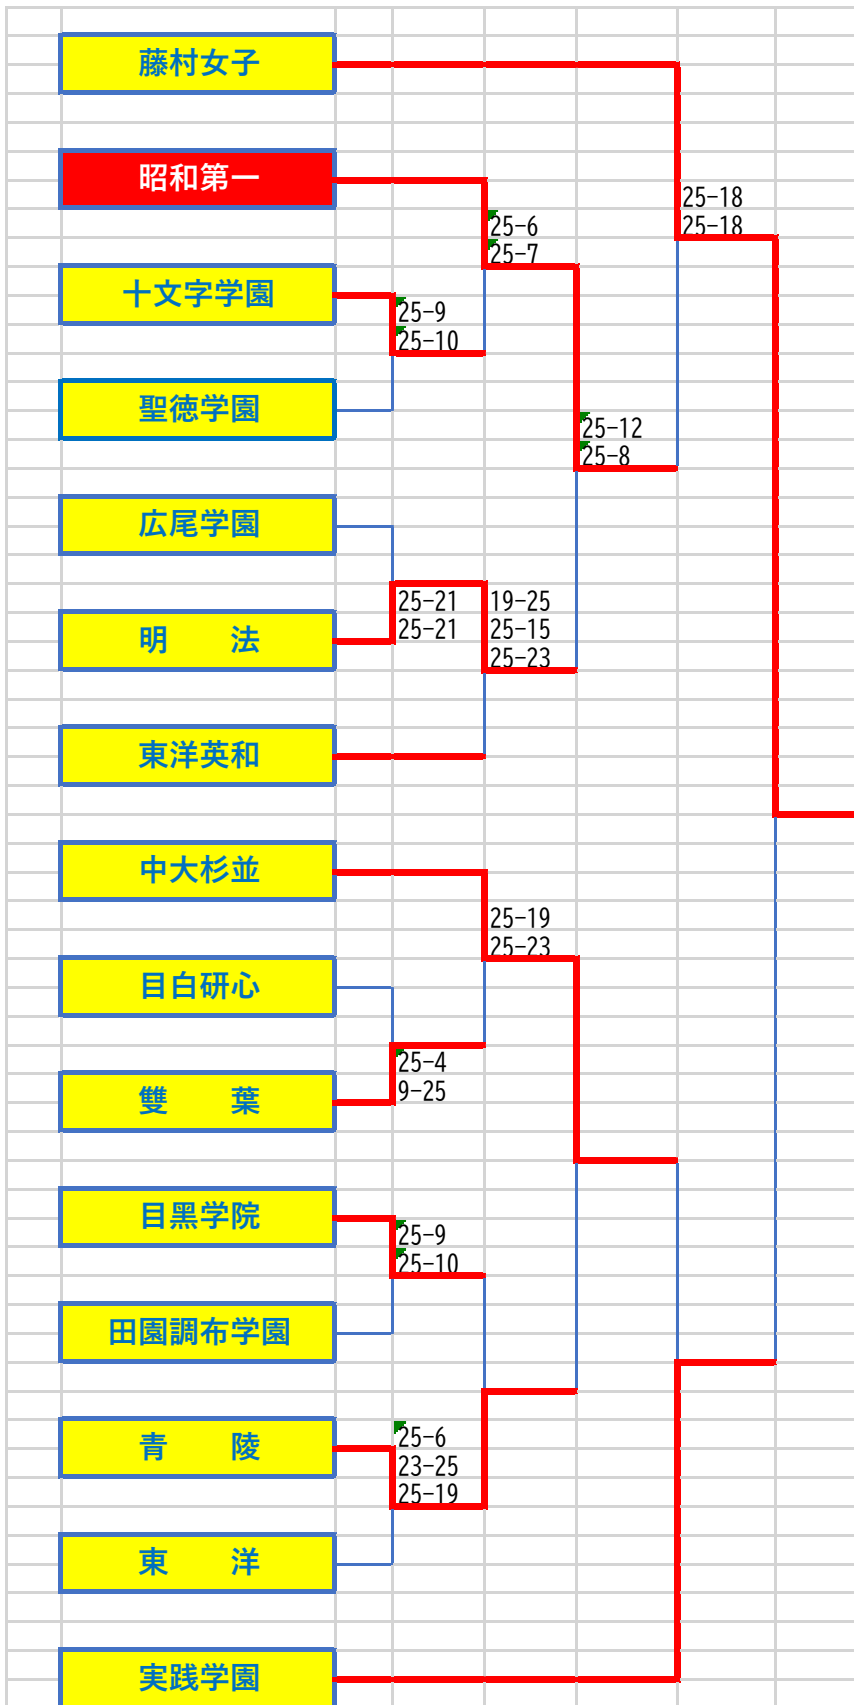 藤村女子
昭和第一
25-18
25-18
25-6
25-7
十文字学園
25-9
25-10
聖徳学園
25-12
25-8
広尾学園
25-21
25-21
19-25
25-15
25-23
明　　法
東洋英和
中大杉並
25-19
25-23
目白研心
25-4
9-25
雙　　葉
目黒学院
25-9
25-10
田園調布学園
青　　陵
25-6
23-25
25-19
東　　洋
実践学園